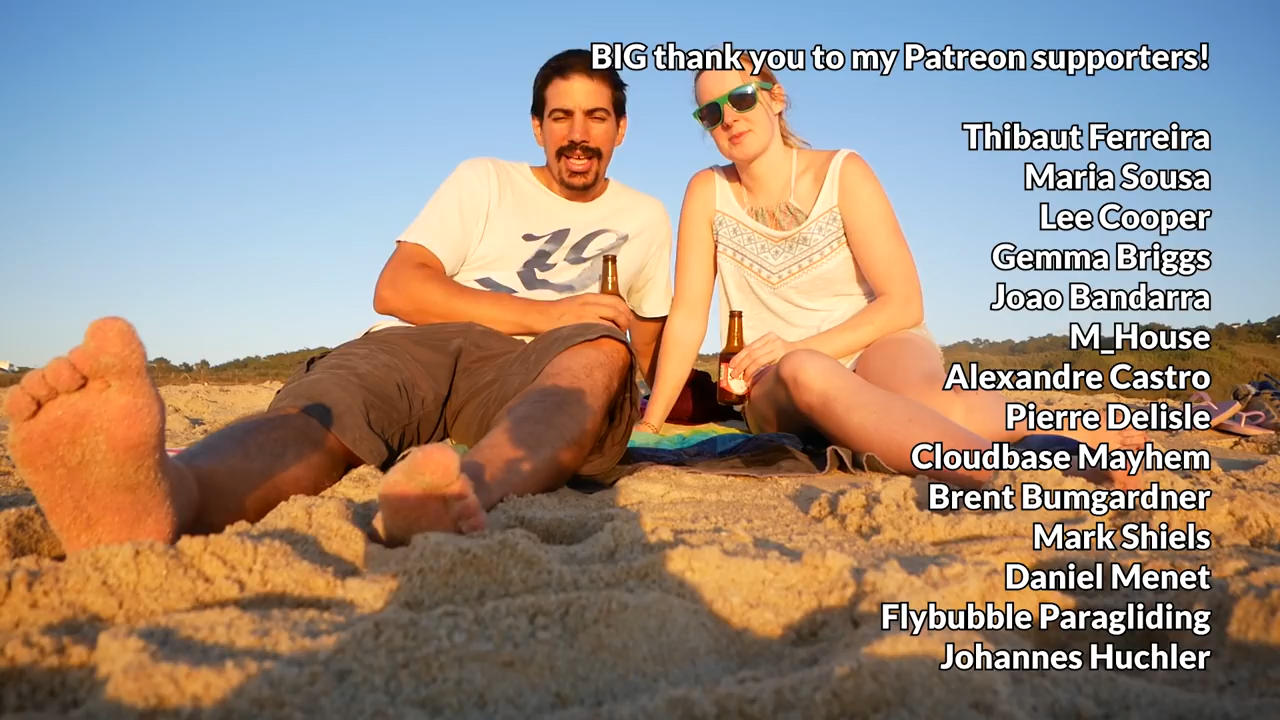 BIG thank you to my Patreon supporters!
Thibaut Ferreira
Maria Sousa
Lee Cooper
Gemma Briggs
Joao Bandarra
M_House
Alexandre Castro
Pierre Delisle
Cloudbase Mayhem
Brent Bumgardner
Mark Shiels
Daniel Menet
Flybubble Paragliding
Johannes Huchler